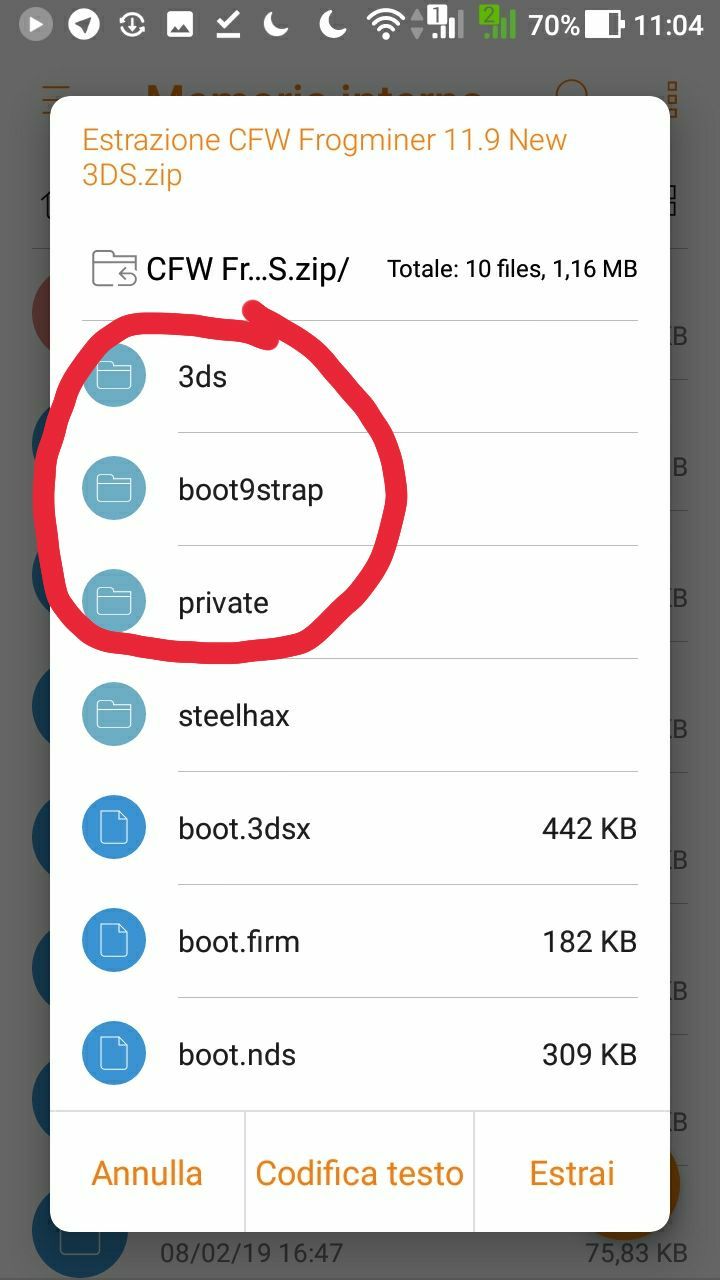 1
2
70%
11:04
Memoria interna
Estrazione CFW Frogminer 11.9 New
3DS.zip
CFW Fr...S.zip/ Totale: 10 files, 1,16 MB
3ds
boot9strap
private
steelhax
boot.3dsx 442 KB
boot.firm 182 KB
boot.nds 309 KB
Annulla Codifica testo Estrai
08/02/19 16:47 75,83 KB